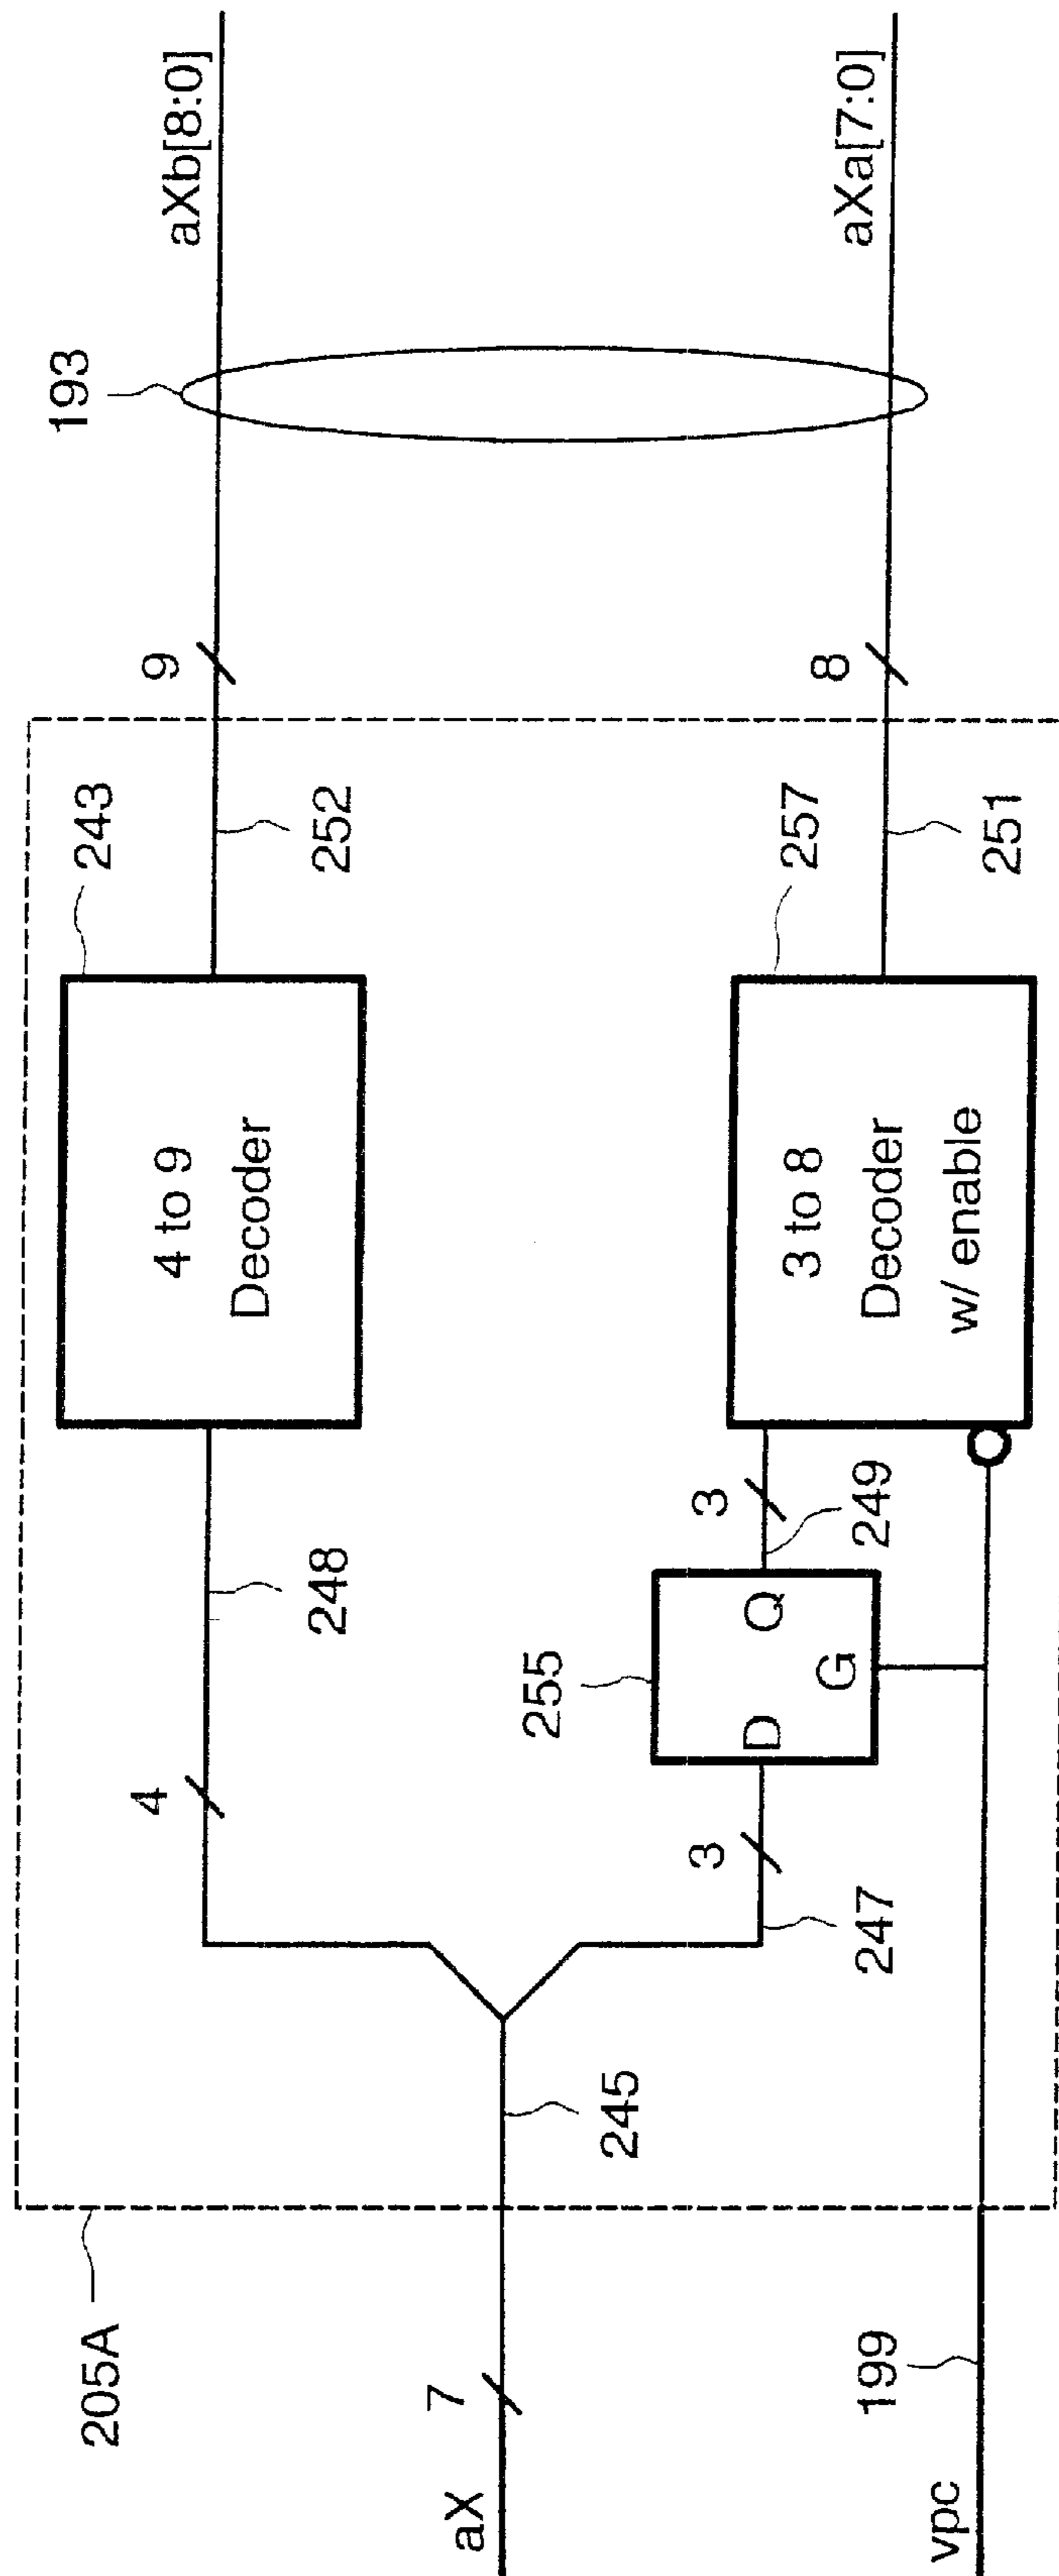 205A
243
193
aXb[8:0]
4
248
4 to 9
Decoder
252
9
aX
7
245
255
3
247
D
Q
G
3
249
3 to 8
Decoder
w/ enable
257
251
8
aXa[7:0]
vpc
199